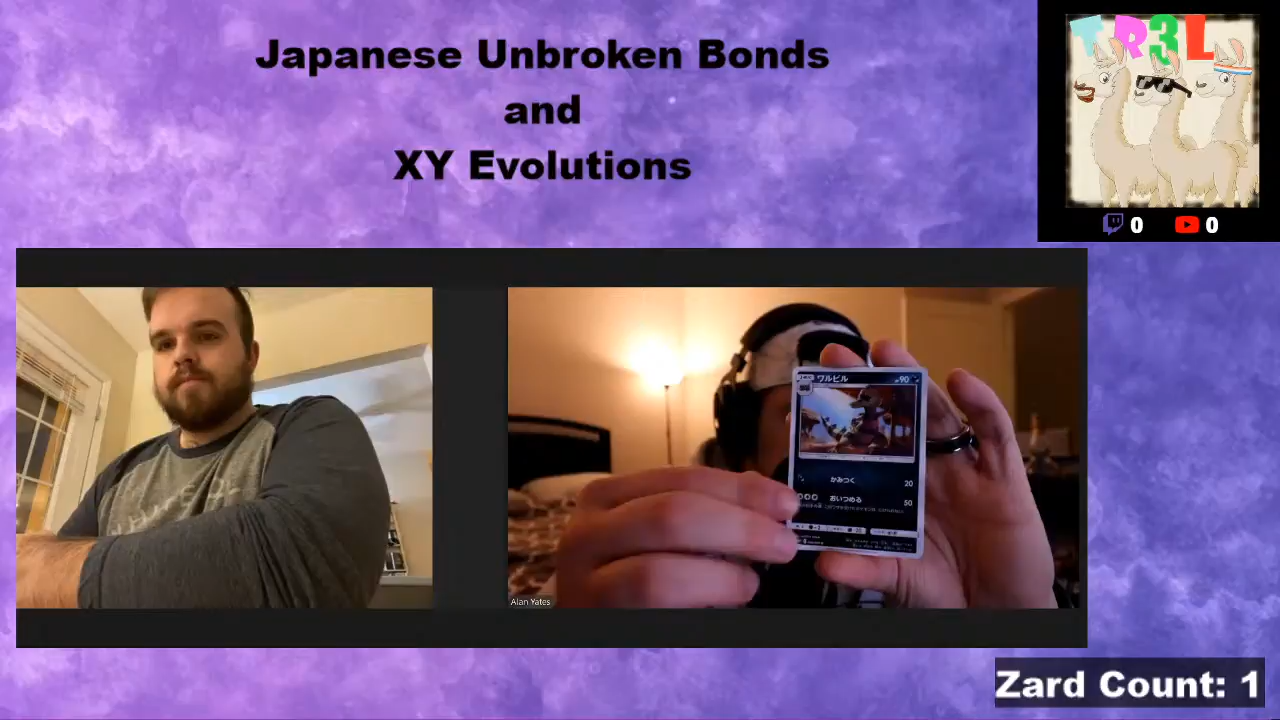 Japanese Unbroken Bonds
and
XY Evolutions
TR3L
0 0
ワルビル 90
かみつく 20
おいつめる 50
Alan Yates
Zard Count: 1